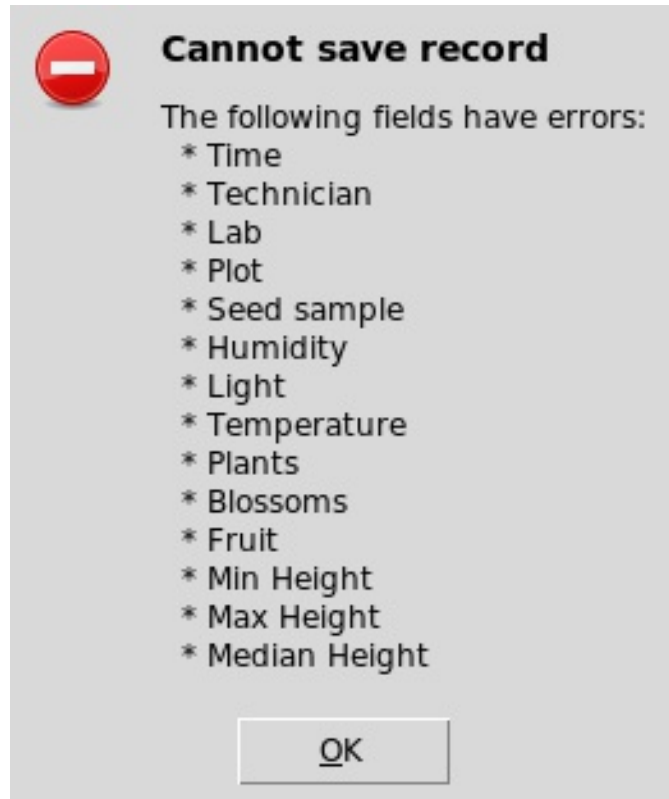 Cannot save record
The following fields have errors:
* Time
* Technician
* Lab
* Plot
* Seed sample
* Humidity
* Light
* Temperature
* Plants
* Blossoms
* Fruit
* Min Height
* Max Height
* Median Height
OK